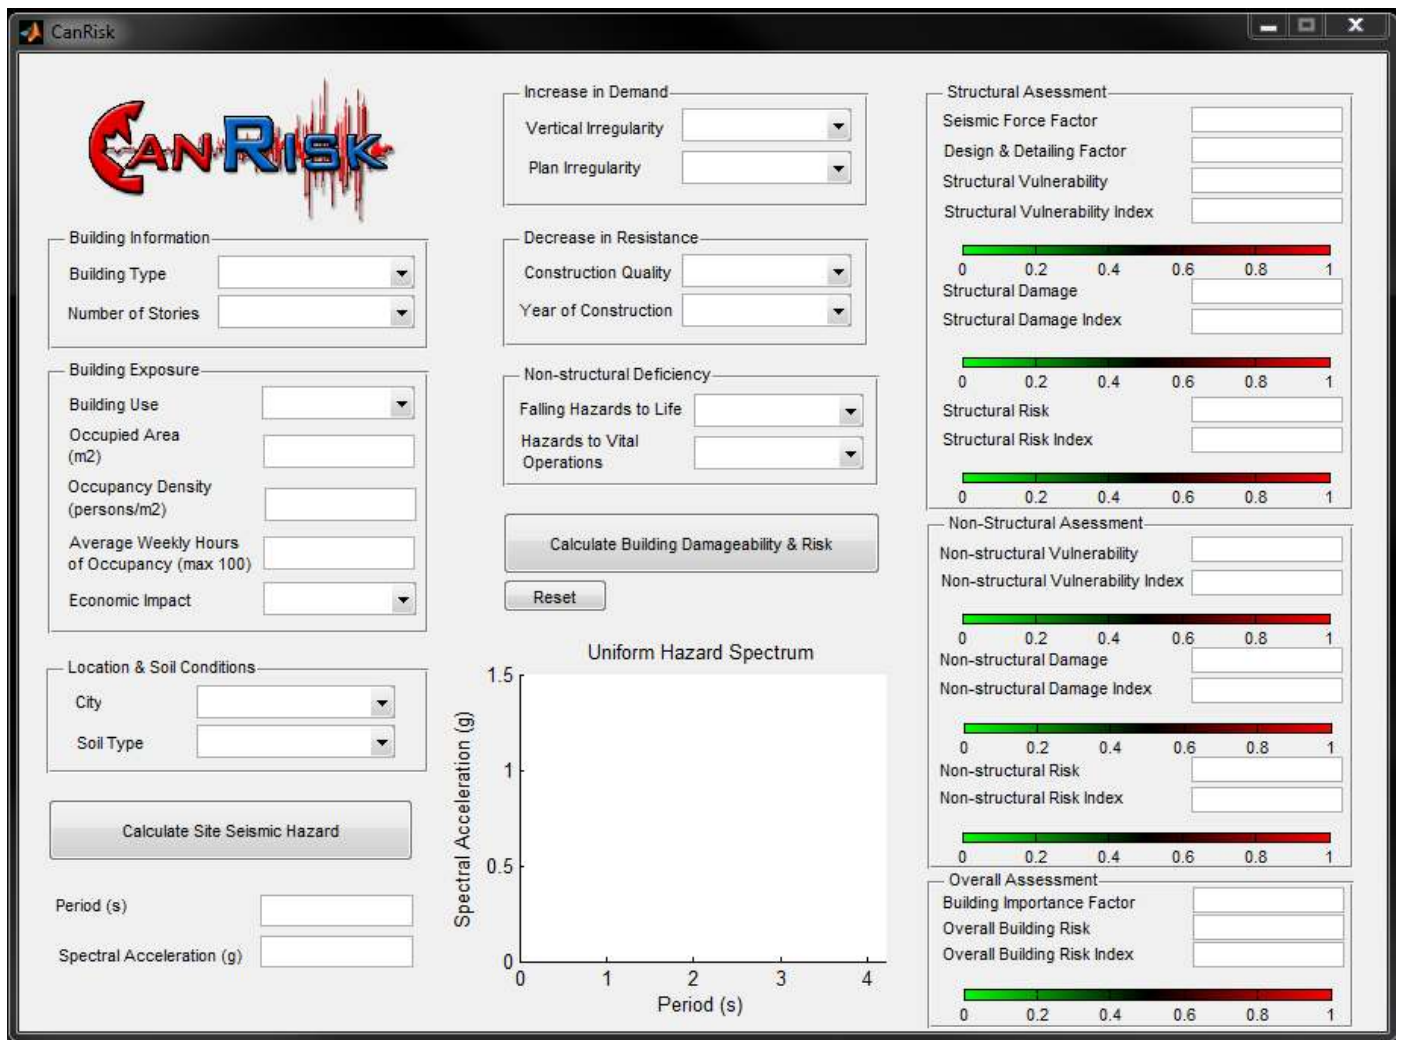 CanRisk
CanRisk
Building Information
Building Type
Number of Stories
Building Exposure
Building Use
Occupied Area
(m2)
Occupancy Density
(persons/m2)
Average Weekly Hours
of Occupancy (max 100)
Economic Impact
Location & Soil Conditions
City
Soil Type
Calculate Site Seismic Hazard
Period (s)
Spectral Acceleration (g)
Increase in Demand
Vertical Irregularity
Plan Irregularity
Decrease in Resistance
Construction Quality
Year of Construction
Non-structural Deficiency
Falling Hazards to Life
Hazards to Vital
Operations
Calculate Building Damageability & Risk
Reset
Uniform Hazard Spectrum
Spectral Acceleration (g)
1.5
1
0.5
0
0 1 2 3 4
Period (s)
Structural Asessment
Seismic Force Factor
Design & Detailing Factor
Structural Vulnerability
Structural Vulnerability Index
0 0.2 0.4 0.6 0.8 1
Structural Damage
Structural Damage Index
0 0.2 0.4 0.6 0.8 1
Structural Risk
Structural Risk Index
0 0.2 0.4 0.6 0.8 1
Non-Structural Asessment
Non-structural Vulnerability
Non-structural Vulnerability Index
0 0.2 0.4 0.6 0.8 1
Non-structural Damage
Non-structural Damage Index
0 0.2 0.4 0.6 0.8 1
Non-structural Risk
Non-structural Risk Index
0 0.2 0.4 0.6 0.8 1
Overall Assessment
Building Importance Factor
Overall Building Risk
Overall Building Risk Index
0 0.2 0.4 0.6 0.8 1